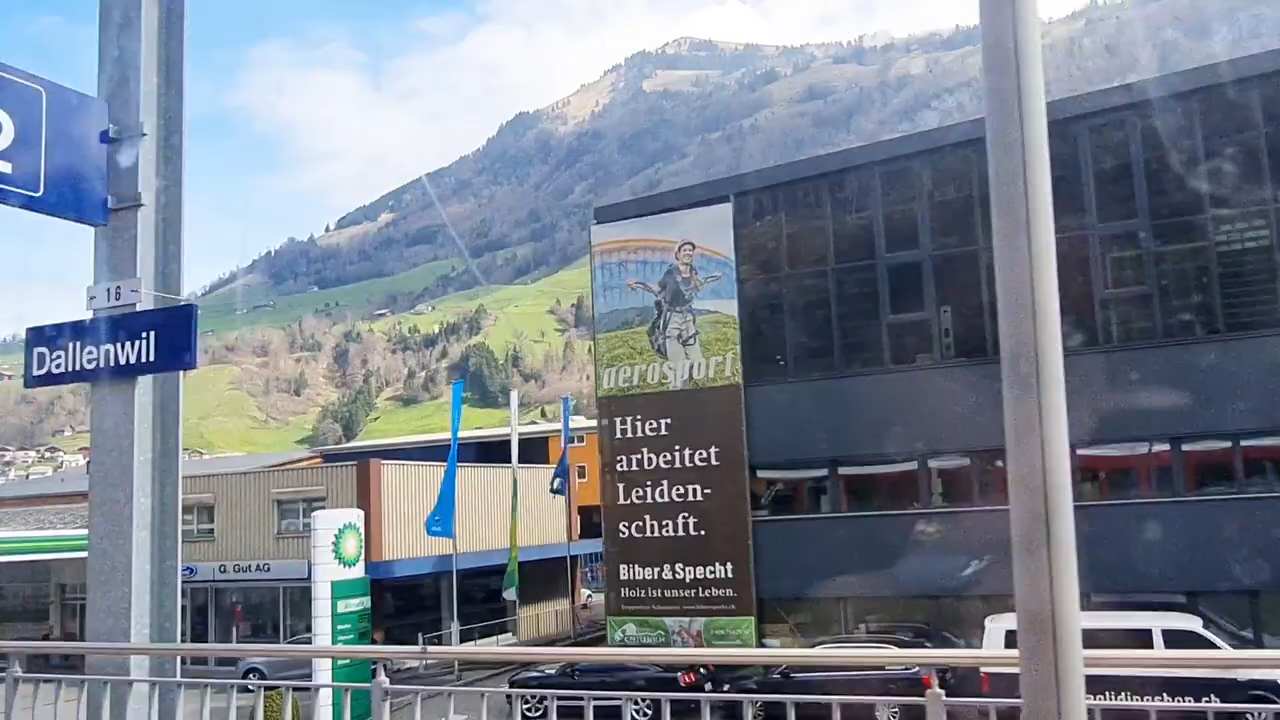 2
16
Dallenwil
G. Gut AG
aerosport
Hier
arbeitet
Leiden-
schaft.
Biber&Specht
Holz ist unser Leben.